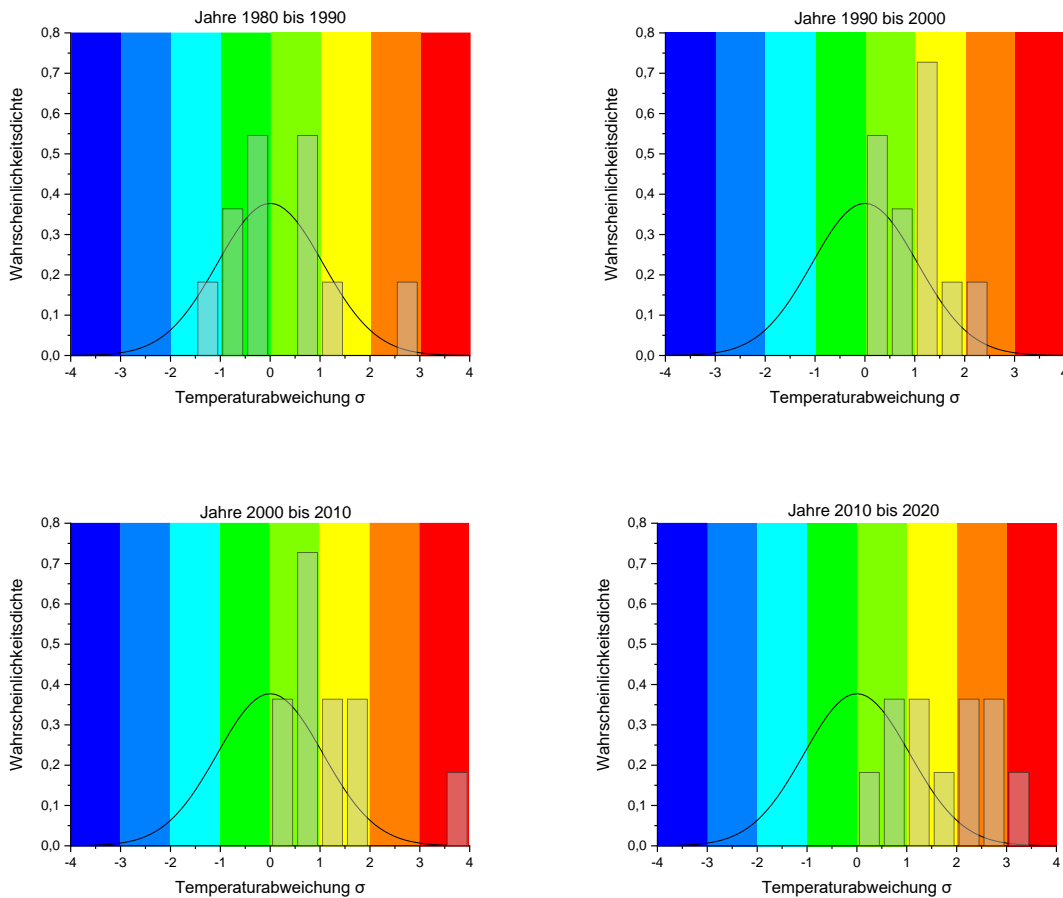 Jahre 1980 bis 1990
0,8
0,7
0,6
0,5
0,4
0,3
0,2
0,1
0,0
Wahrscheinlichkeitsdichte
-4 -3 -2 -1 0 1 2 3 4
Temperaturabweichung σ
Jahre 1990 bis 2000
0,8
0,7
0,6
0,5
0,4
0,3
0,2
0,1
0,0
Wahrscheinlichkeitsdichte
-4 -3 -2 -1 0 1 2 3 4
Temperaturabweichung σ
Jahre 2000 bis 2010
0,8
0,7
0,6
0,5
0,4
0,3
0,2
0,1
0,0
Wahrscheinlichkeitsdichte
-4 -3 -2 -1 0 1 2 3 4
Temperaturabweichung σ
Jahre 2010 bis 2020
0,8
0,7
0,6
0,5
0,4
0,3
0,2
0,1
0,0
Wahrscheinlichkeitsdichte
-4 -3 -2 -1 0 1 2 3 4
Temperaturabweichung σ